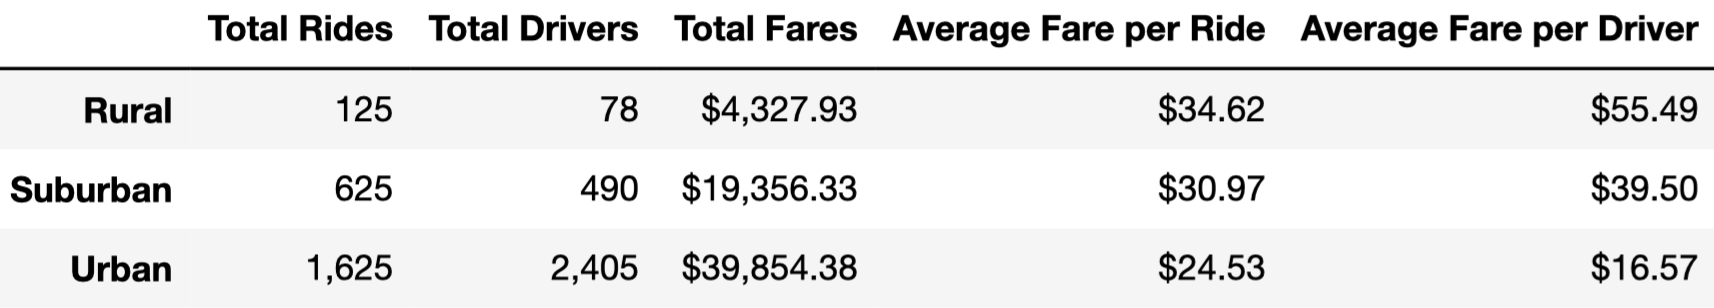 Total Rides Total Drivers Total Fares Average Fare per Ride Average Fare per Driver
Rural 125 78 $4,327.93 $34.62 $55.49
Suburban 625 490 $19,356.33 $30.97 $39.50
Urban 1,625 2,405 $39,854.38 $24.53 $16.57